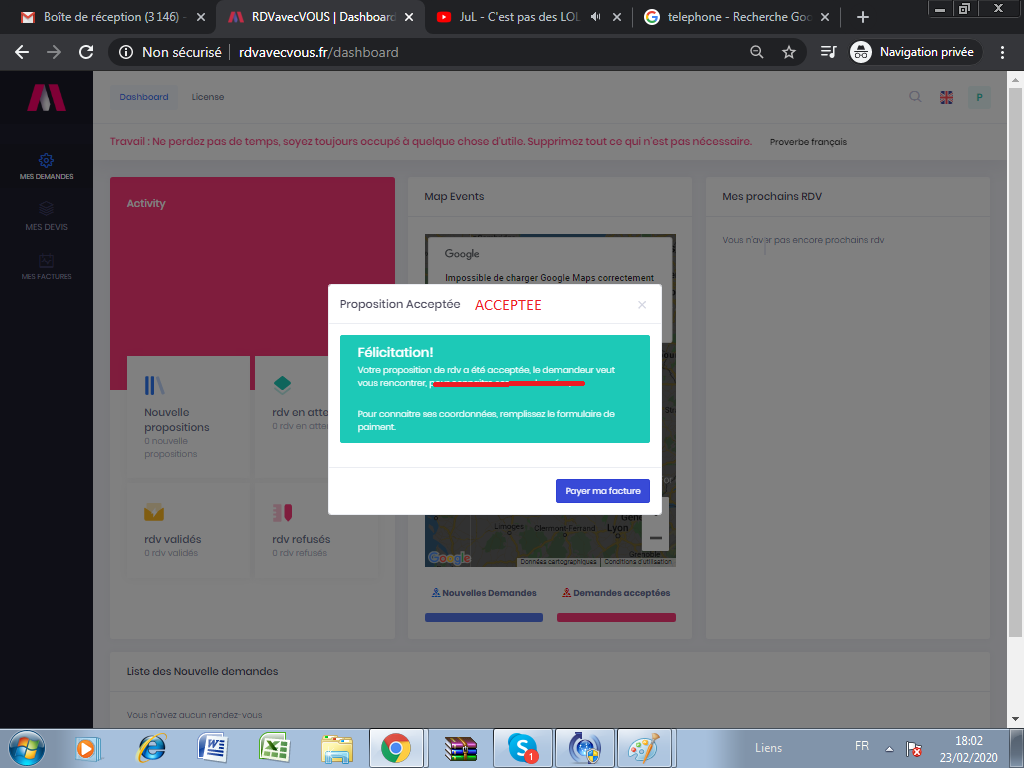 Boîte de réception (3 146) -
RDVavecVOUS | Dashboard
JuL - C'est pas des LOL
telephone - Recherche Goo
Non sécurisé
rdvavecvous.fr/dashboard
Navigation privée
Dashboard
License
P
Travail : Ne perdez pas de temps, soyez toujours occupé à quelque chose d'utile. Supprimez tout ce qui n'est pas nécessaire.
Proverbe français
MES DEMANDES
MES DEVIS
MES FACTURES
Activity
Map Events
Mes prochains RDV
Vous n'aver pas encore prochains rdv
Google
Impossible de charger Google Maps correctement
Proposition Acceptée
ACCEPTEE
Félicitation!
Votre proposition de rdv a été acceptée, le demandeur veut
vous rencontrer,
Pour connaitre ses coordonnées, remplissez le formulaire de
paiment.
Payer ma facture
Nouvelle
propositions
0 nouvelle
propositions
rdv en atte
0 rdv en atte
rdv validés
0 rdv validés
rdv refusés
0 rdv refusés
Limoges
Clermont-Ferrand
Lyon
Grenoble
Google
Données cartographiques
Conditions d'utilisation
Nouvelles Demandes
Demandes acceptées
Liste des Nouvelle demandes
Vous n'avez aucun rendez-vous
Liens
FR
18:02
23/02/2020